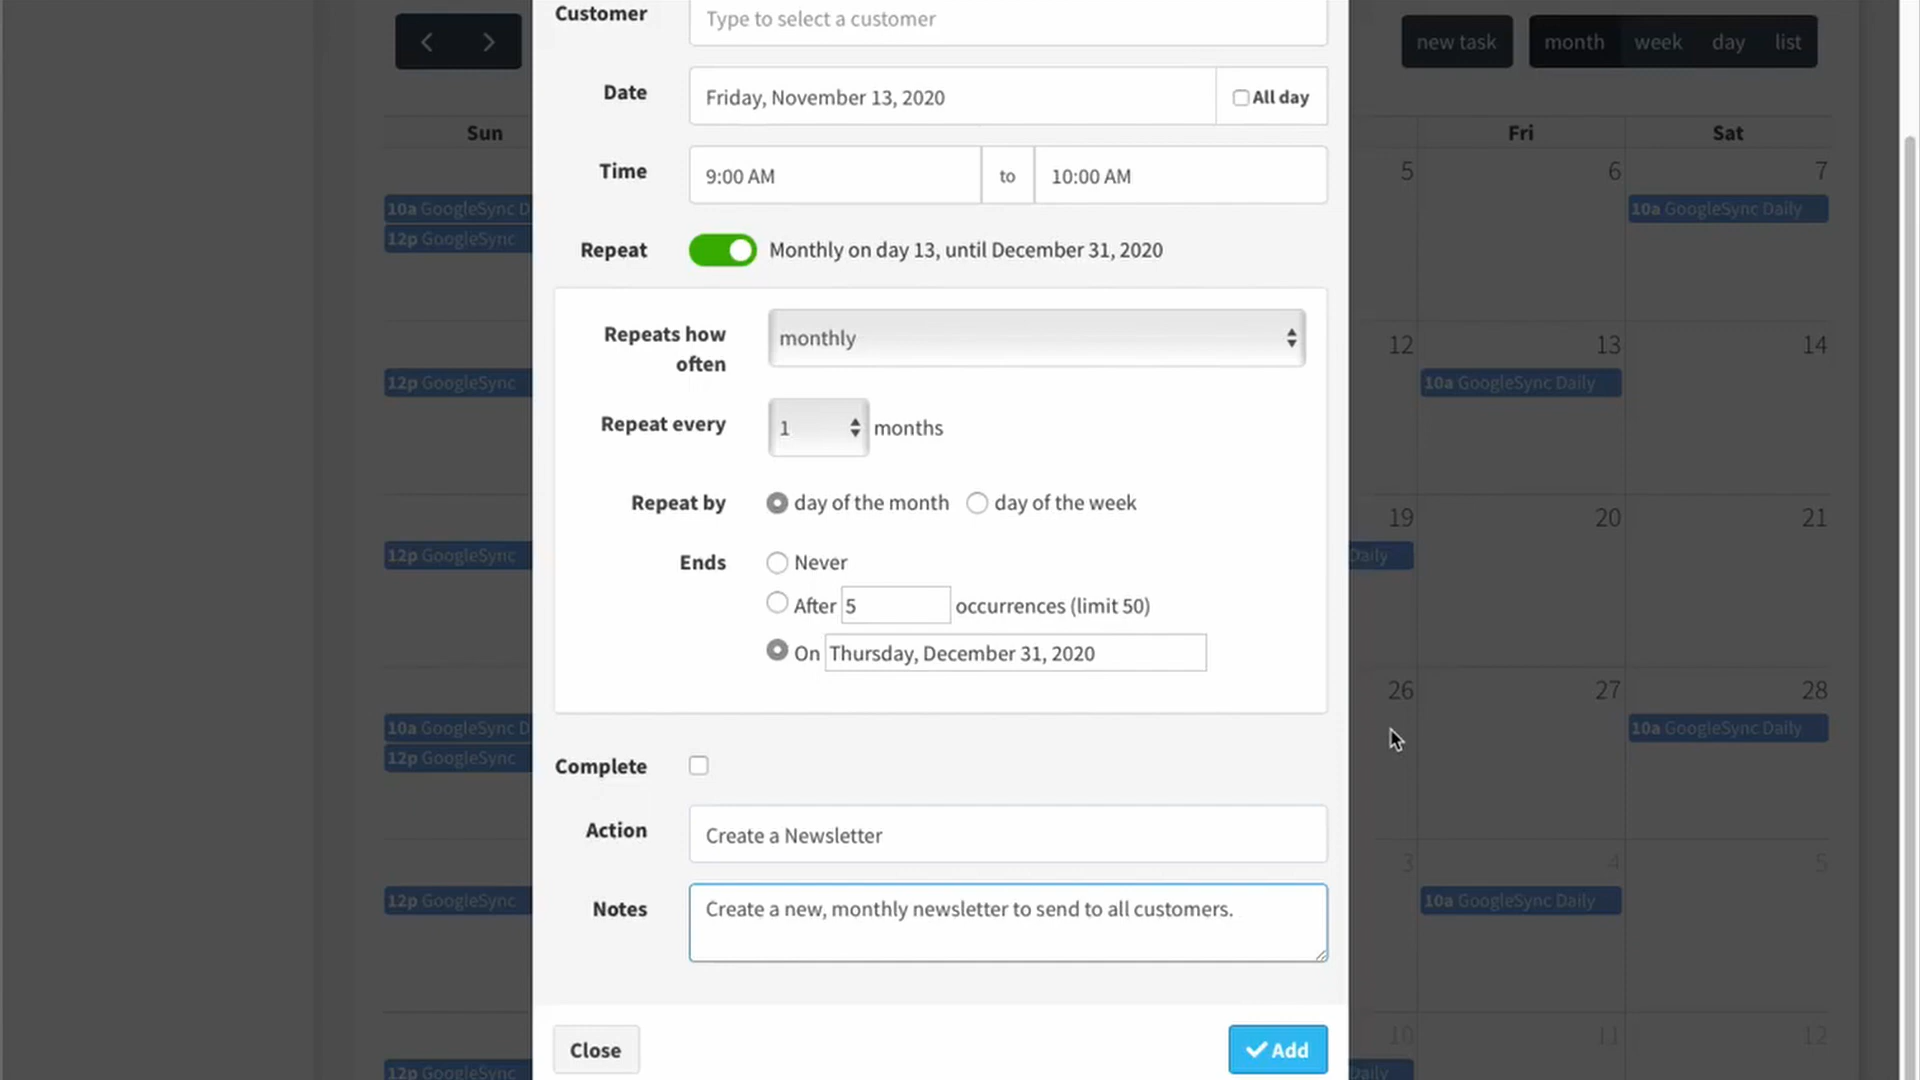 Customer
Type to select a customer
new task
month
week
day
list
Date
Friday, November 13, 2020
All day
Sun
Fri
Sat
Time
9:00 AM
to
10:00 AM
5
6
7
10a GoogleSync D
10a GoogleSync Daily
12p GoogleSync
Repeat
Monthly on day 13, until December 31, 2020
Repeats how
often
monthly
12
13
14
12p GoogleSync
10a GoogleSync Daily
Repeat every
1
months
Repeat by
day of the month
day of the week
19
20
21
12p GoogleSync
Daily
Ends
Never
After 5 occurrences (limit 50)
On Thursday, December 31, 2020
26
27
28
10a GoogleSync D
10a GoogleSync Daily
12p GoogleSync
Complete
Action
Create a Newsletter
3
4
5
12p GoogleSync
10a GoogleSync Daily
Notes
Create a new, monthly newsletter to send to all customers.
Close
Add
10
11
12
12p GoogleSync
Daily